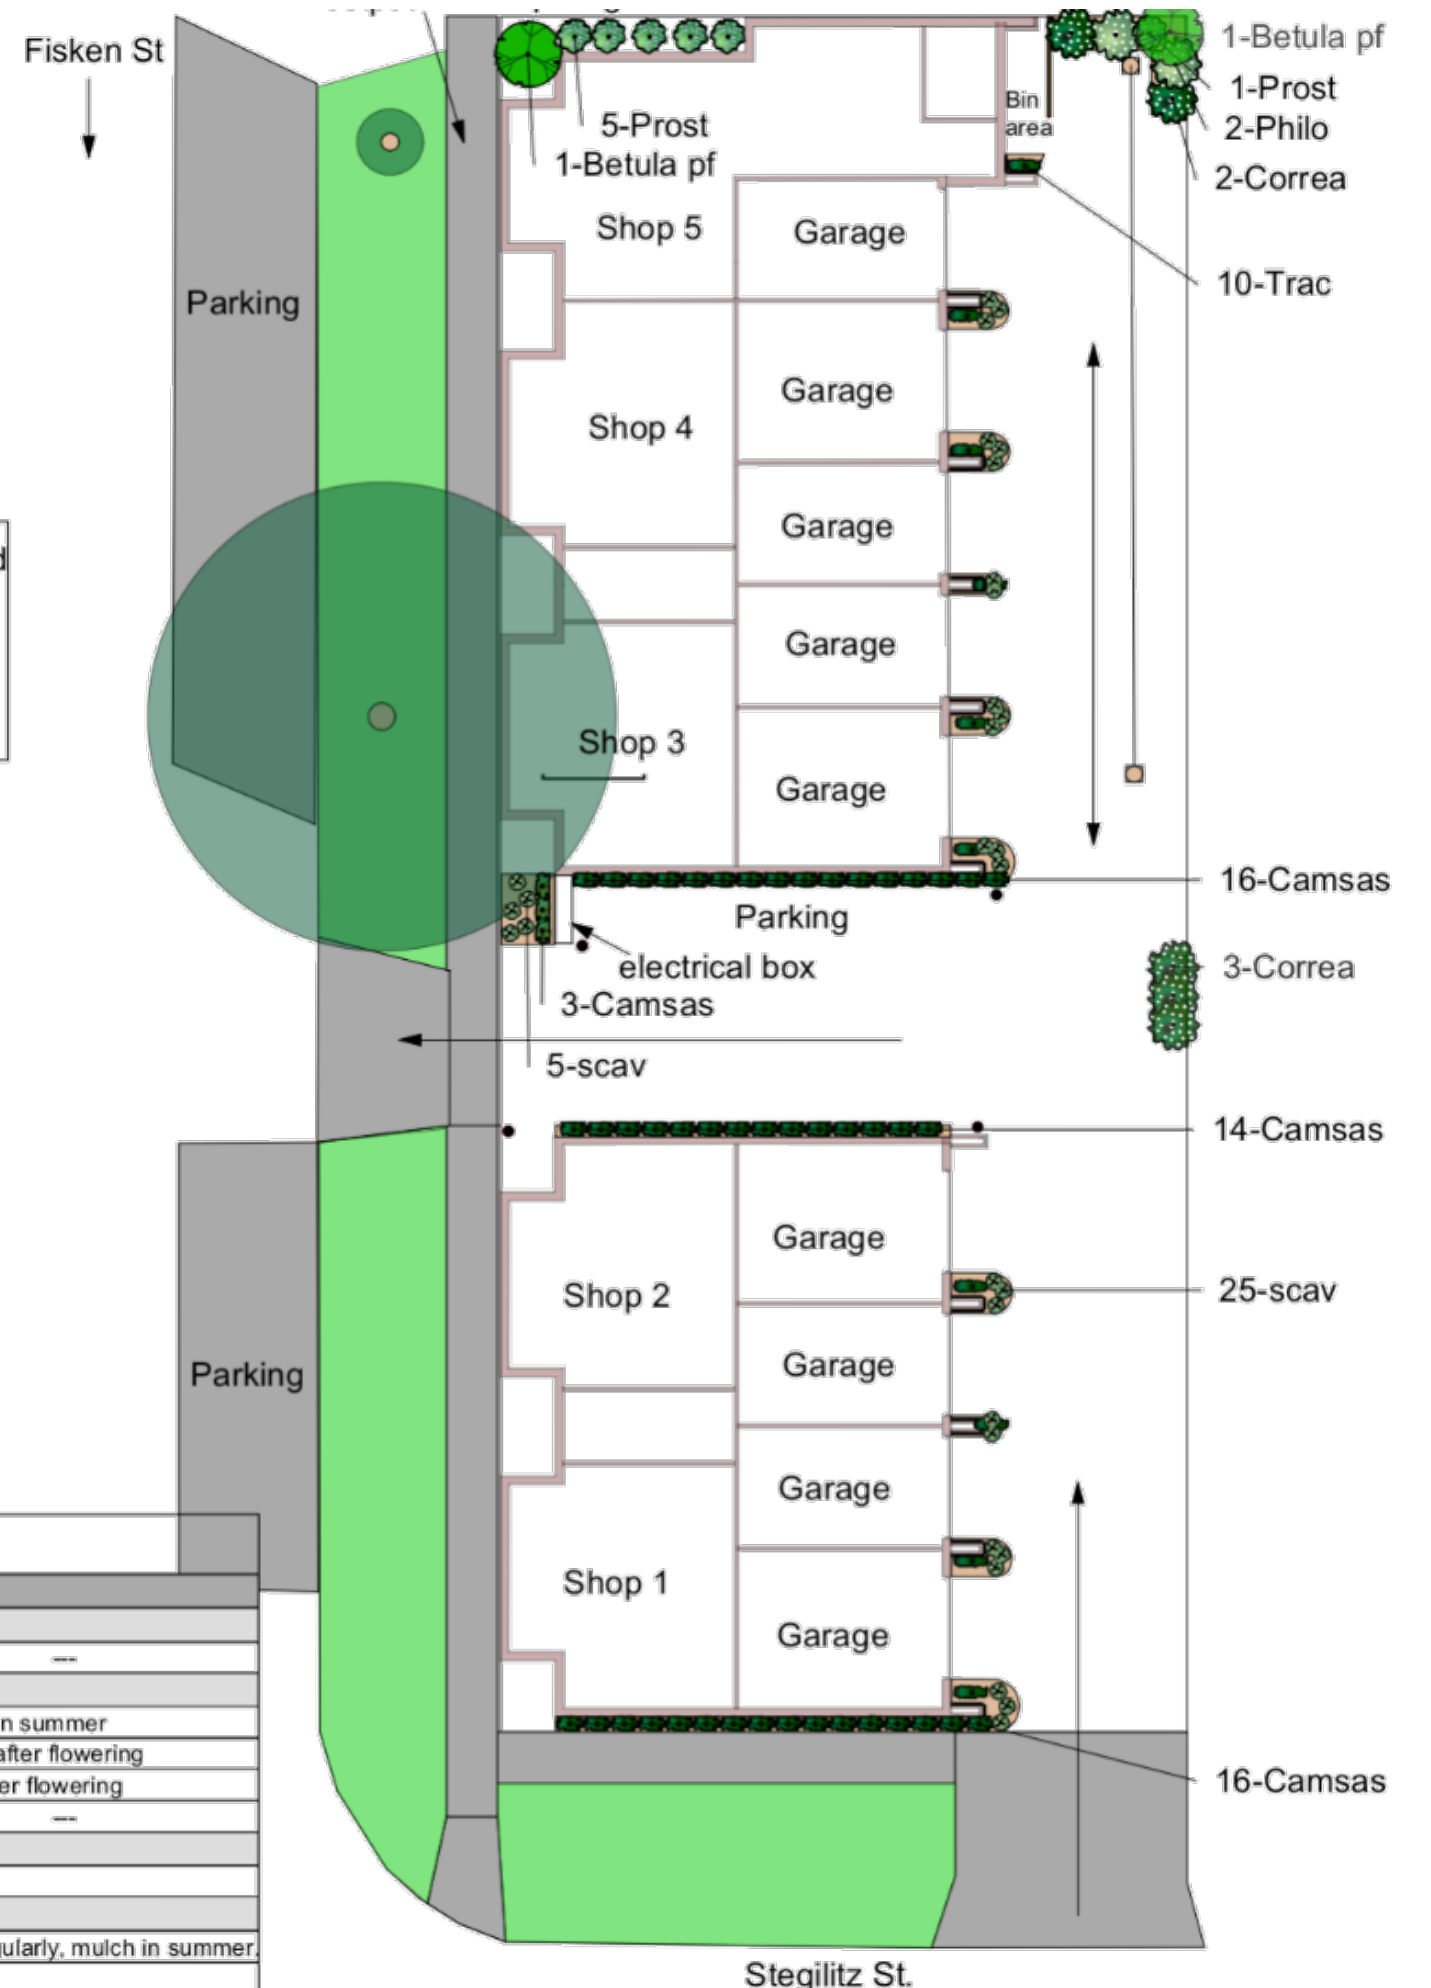 Fisken St
1-Betula pf
1-Prost
2-Philo
2-Correa
Bin
area
5-Prost
1-Betula pf
Shop 5
Garage
10-Trac
Parking
Garage
Shop 4
Garage
Garage
Shop 3
Garage
16-Camsas
Parking
electrical box
3-Correa
3-Camsas
5-scav
14-Camsas
Garage
Shop 2
25-scav
Garage
Parking
Garage
Shop 1
Garage
---
n summer
after flowering
er flowering
16-Camsas
---
gularly, mulch in summer.
Stegilitz St.